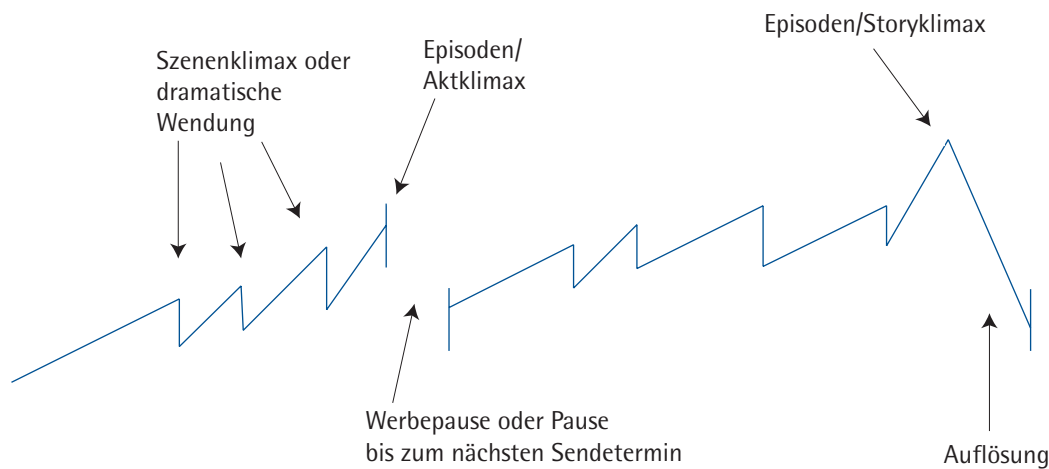 Szenenklimax oder
dramatische
Wendung
Episoden/
Aktklimax
Episoden/Storyklimax
Werbepause oder Pause
bis zum nächsten Sendetermin
Auflösung